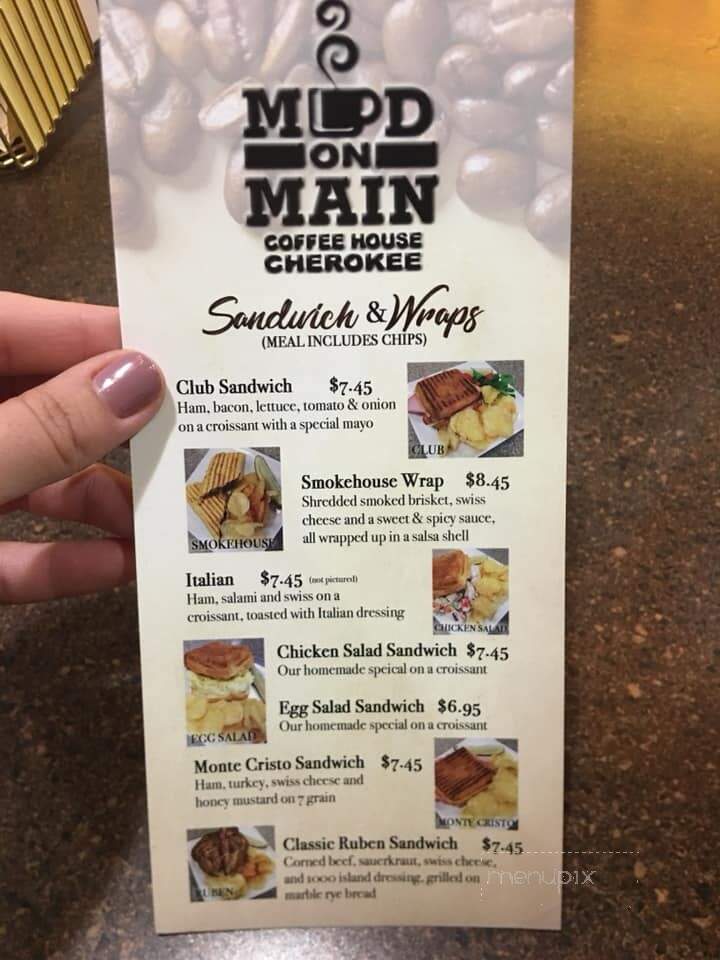 MUD
ON
MAIN
COFFEE HOUSE
CHEROKEE
Sandwich & Wraps
(MEAL INCLUDES CHIPS)
Club Sandwich $7.45
Ham, bacon, lettuce, tomato & onion
on a croissant with a special mayo
CLUB
Smokehouse Wrap $8.45
Shredded smoked brisket, swiss
cheese and a sweet & spicy sauce,
all wrapped up in a salsa shell
SMOKEHOUSE
Italian $7.45 (not pictured)
Ham, salami and swiss on a
croissant, toasted with Italian dressing
CHICKEN SALAD
Chicken Salad Sandwich $7.45
Our homemade speical on a croissant
Egg Salad Sandwich $6.95
Our homemade special on a croissant
EGG SALAD
Monte Cristo Sandwich $7.45
Ham, turkey, swiss cheese and
honey mustard on 7 grain
MONTE CRISTO
Classic Ruben Sandwich $7.45
Corned beef, sauerkraut, swiss cheese,
and 1000 island dressing, grilled on
marble rye bread
RUBEN
menupix